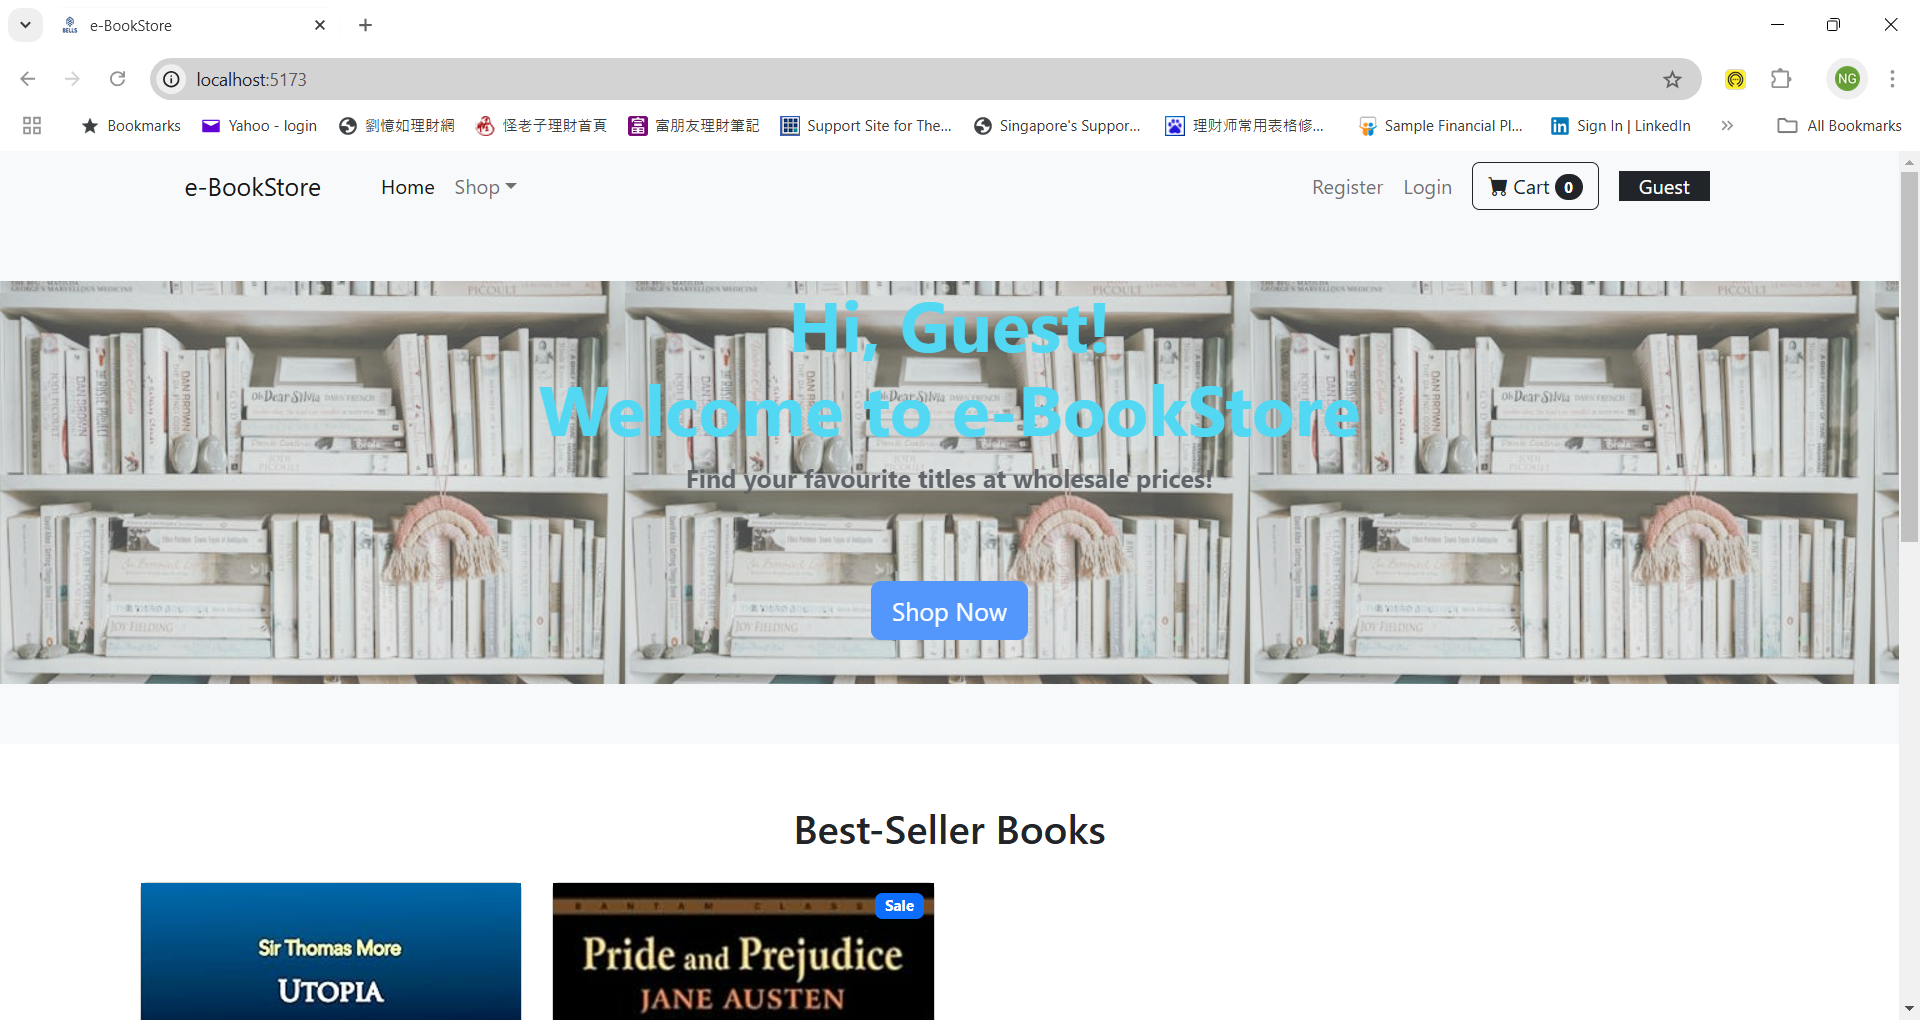 e-BookStore
localhost:5173
NG
Bookmarks
Yahoo - login
劉憶如理財網
怪老子理財首頁
富朋友理財筆記
Support Site for The...
Singapore's Suppor...
理财师常用表格修...
Sample Financial Pl...
Sign In | LinkedIn
All Bookmarks
e-BookStore
Home
Shop
Register
Login
Cart 0
Guest
Hi, Guest!
Welcome to e-BookStore
Find your favourite titles at wholesale prices!
Shop Now
Best-Seller Books
Sir Thomas More
UTOPIA
BANTAM CLASS
Sale
Pride and Prejudice
JANE AUSTEN